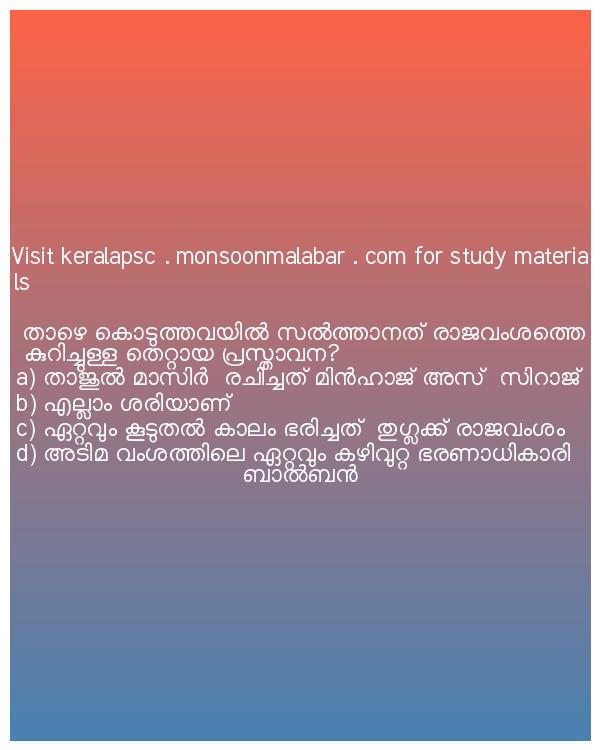 Visit keralapsc . monsoonmalabar . com for study materia
ls
താഴെ കൊടുത്തവയിൽ സൽത്താനത് രാജവംശത്തെ
കുറിച്ചുള്ള തെറ്റായ പ്രസ്താവന?
a) താജുൽ മാസിർ രചിച്ചത് മിൻഹാജ് അസ് സിറാജ്
b) എല്ലാം ശരിയാണ്
c) ഏറ്റവും കൂടുതൽ കാലം ഭരിച്ചത് തുഗ്ലക്ക് രാജവംശം
d) അടിമ വംശത്തിലെ ഏറ്റവും കഴിവുറ്റ ഭരണാധികാരി
ബാൽബൻ